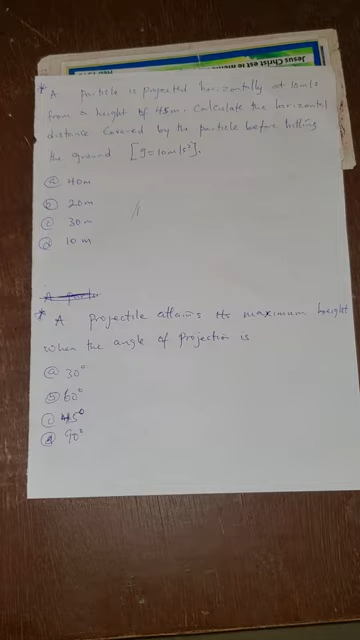 Jesus Christ est le même
* A particle is projected horizontally at 10m/s
from a height of 45m. Calculate the horizontal
distance covered by the particle before hitting
the ground [g=10m/s²].
(a) 40m
(b) 20m
(c) 30m
(d) 10m
* A projectile attains its maximum height
when the angle of projection is
(a) 30°
(b) 60°
(c) 45°
(d) 90°